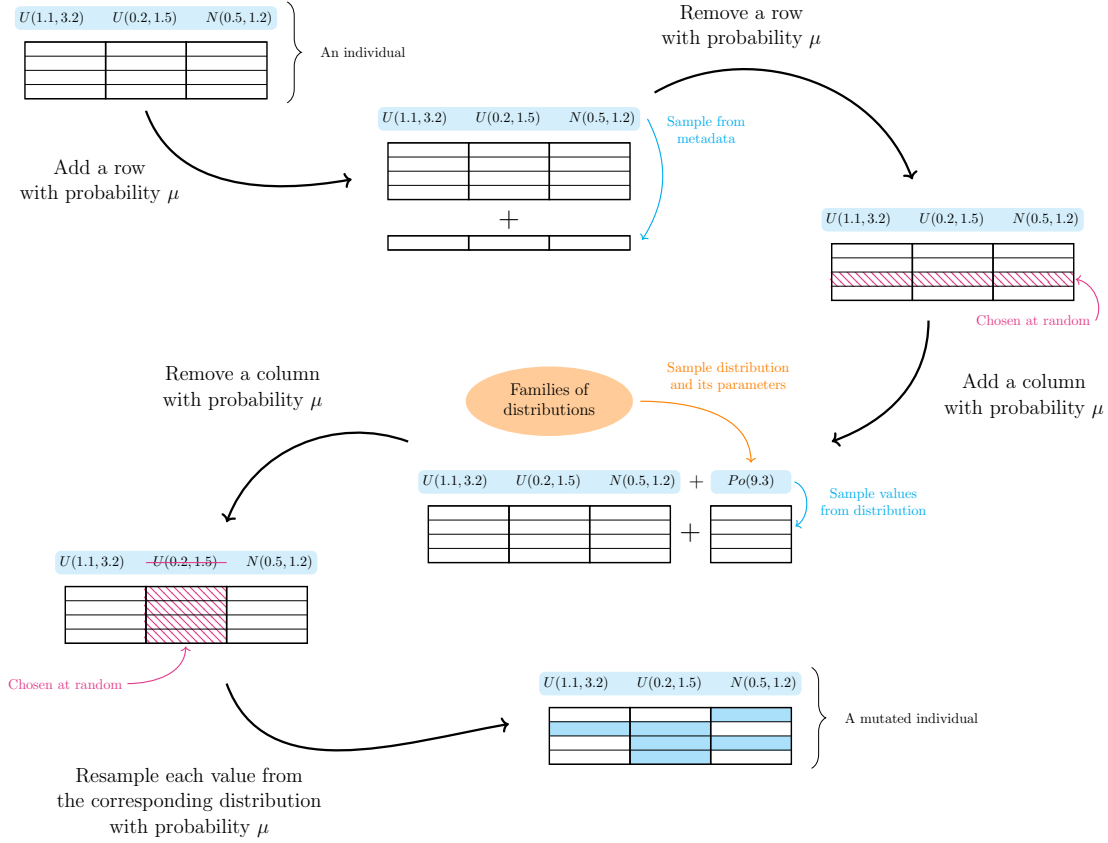 U(1.1, 3.2) U(0.2, 1.5) N(0.5, 1.2)
An individual
Add a row
with probability μ
U(1.1, 3.2) U(0.2, 1.5) N(0.5, 1.2)
+
Sample from
metadata
Remove a row
with probability μ
U(1.1, 3.2) U(0.2, 1.5) N(0.5, 1.2)
Chosen at random
Add a column
with probability μ
Families of
distributions
Sample distribution
and its parameters
U(1.1, 3.2) U(0.2, 1.5) N(0.5, 1.2) + Po(9.3)
+
Sample values
from distribution
Remove a column
with probability μ
U(1.1, 3.2) U(0.2, 1.5) N(0.5, 1.2)
Chosen at random
Resample each value from
the corresponding distribution
with probability μ
U(1.1, 3.2) U(0.2, 1.5) N(0.5, 1.2)
A mutated individual